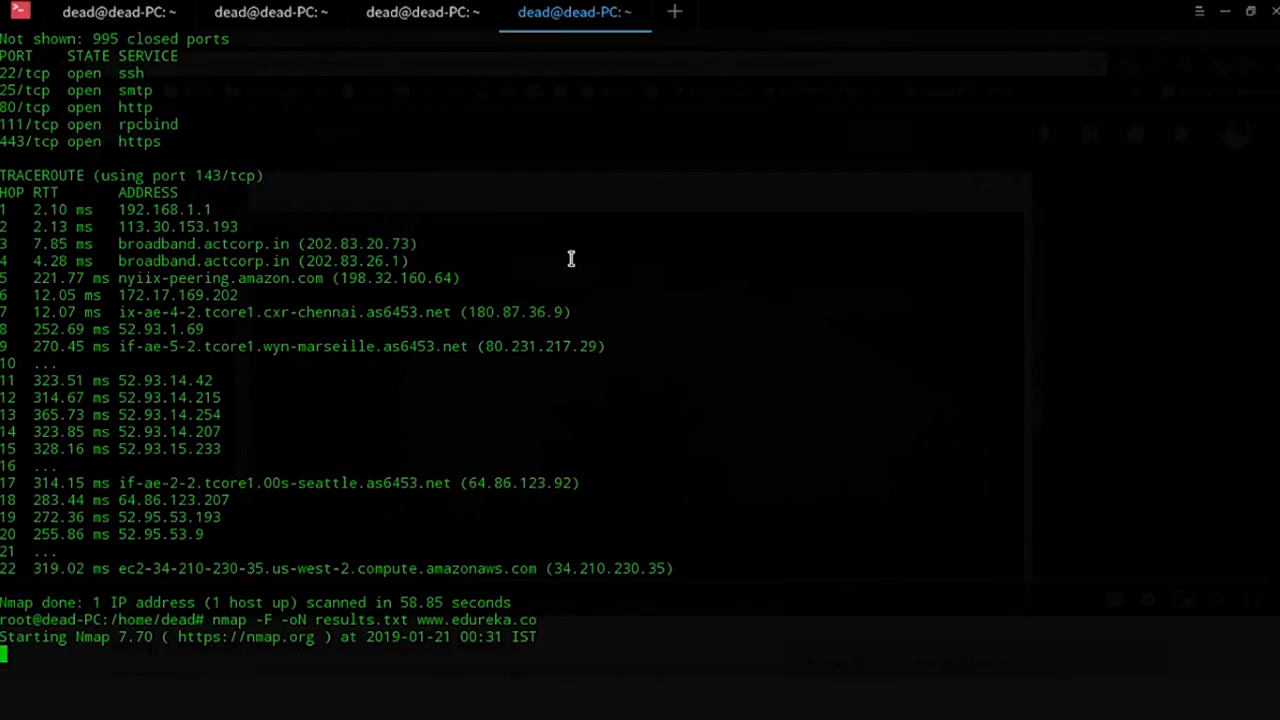 dead@dead-PC: ~ dead@dead-PC: ~ dead@dead-PC: ~ dead@dead-PC: ~
Not shown: 995 closed ports
PORT STATE SERVICE
22/tcp open ssh
25/tcp open smtp
80/tcp open http
111/tcp open rpcbind
443/tcp open https
TRACEROUTE (using port 143/tcp)
HOP RTT ADDRESS
1 2.10 ms 192.168.1.1
2 2.13 ms 113.30.153.193
3 7.85 ms broadband.actcorp.in (202.83.20.73)
4 4.28 ms broadband.actcorp.in (202.83.26.1)
5 221.77 ms nyiix-peering.amazon.com (198.32.160.64)
6 12.05 ms 172.17.169.202
7 12.07 ms ix-ae-4-2.tcore1.cxr-chennai.as6453.net (180.87.36.9)
8 252.69 ms 52.93.1.69
9 270.45 ms if-ae-5-2.tcore1.wyn-marseille.as6453.net (80.231.217.29)
10 ...
11 323.51 ms 52.93.14.42
12 314.67 ms 52.93.14.215
13 365.73 ms 52.93.14.254
14 323.85 ms 52.93.14.207
15 328.16 ms 52.93.15.233
16 ...
17 314.15 ms if-ae-2-2.tcore1.00s-seattle.as6453.net (64.86.123.92)
18 283.44 ms 64.86.123.207
19 272.36 ms 52.95.53.193
20 255.86 ms 52.95.53.9
21 ...
22 319.02 ms ec2-34-210-230-35.us-west-2.compute.amazonaws.com (34.210.230.35)
Nmap done: 1 IP address (1 host up) scanned in 58.85 seconds
root@dead-PC:/home/dead# nmap -F -oN results.txt www.edureka.co
Starting Nmap 7.70 ( https://nmap.org ) at 2019-01-21 00:31 IST